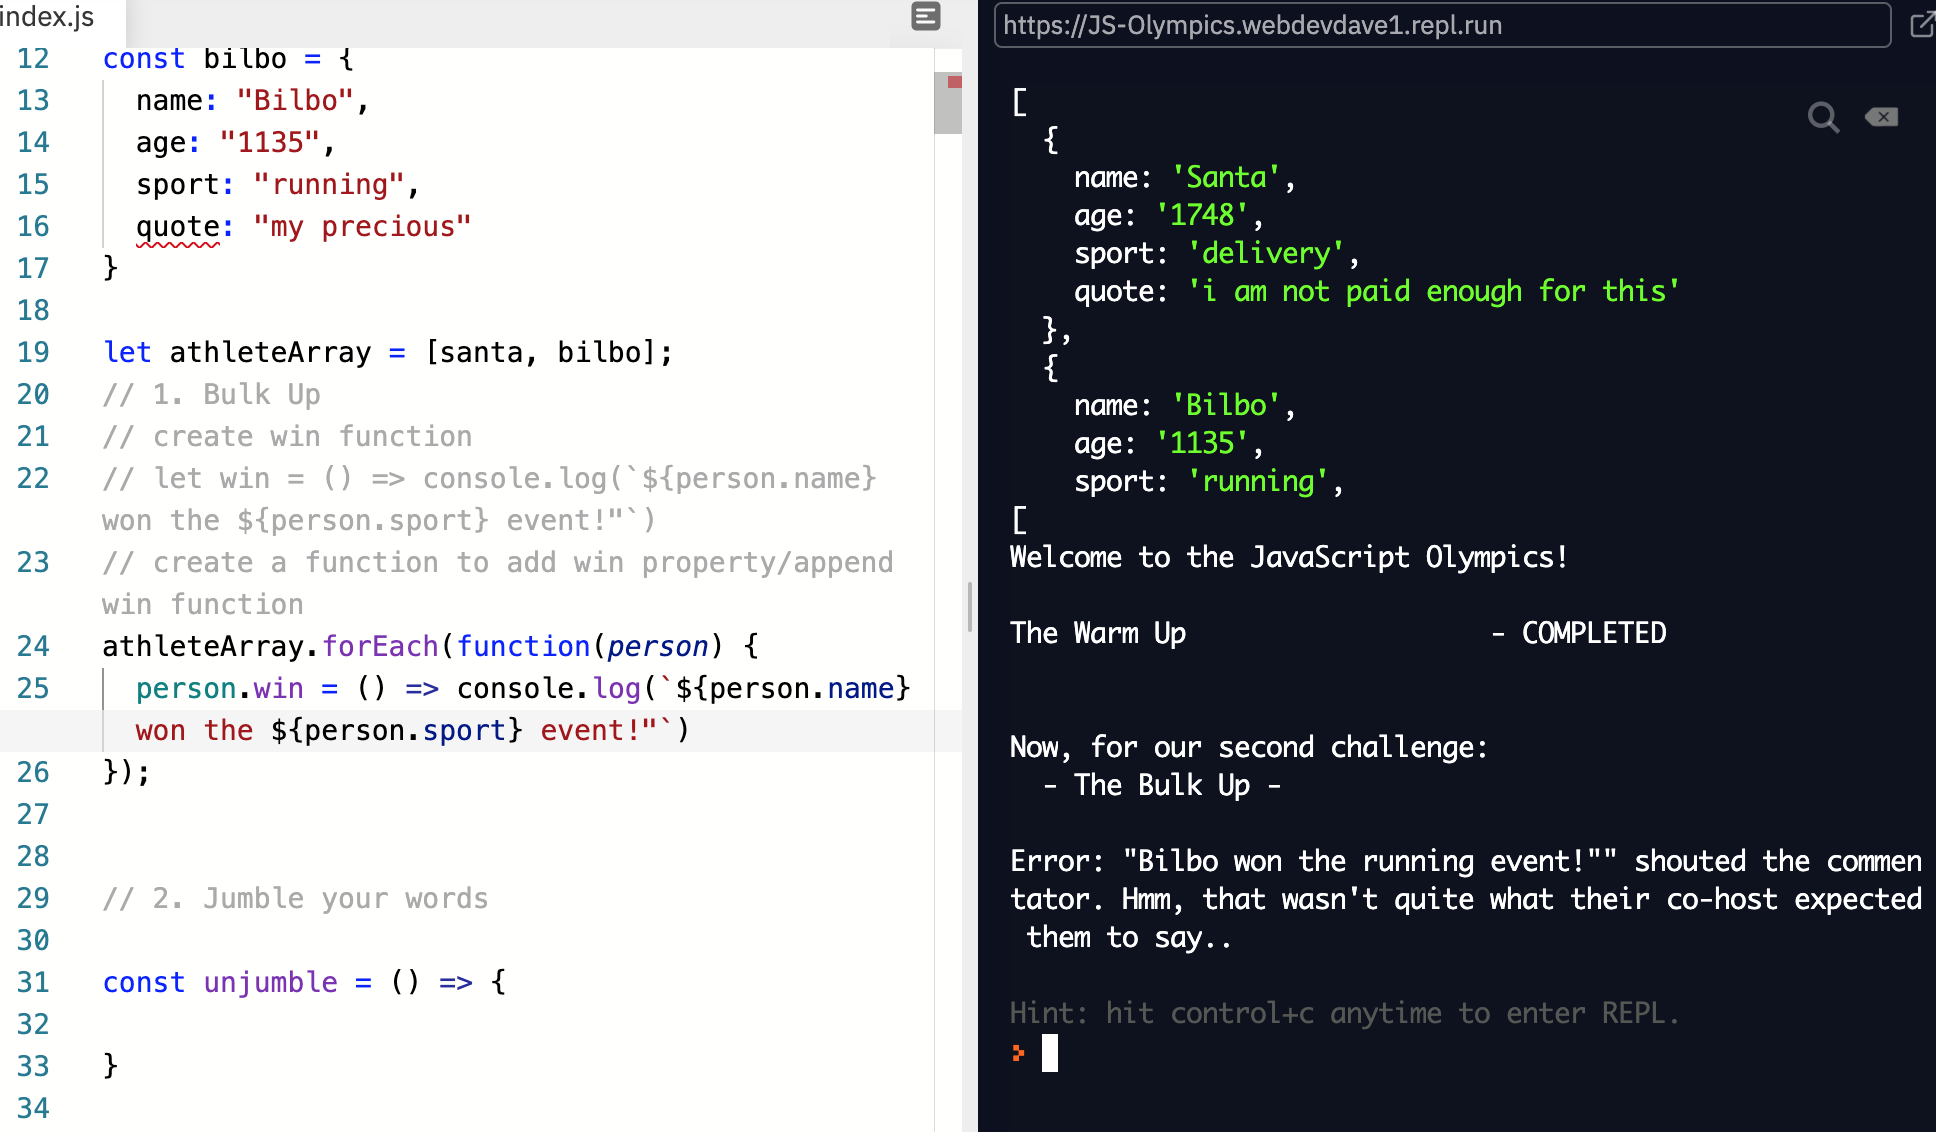 index.js
12 const bilbo = {
13 name: "Bilbo",
14 age: "1135",
15 sport: "running",
16 quote: "my precious"
17 }
18
19 let athleteArray = [santa, bilbo];
20 // 1. Bulk Up
21 // create win function
22 // let win = () => console.log(`${person.name}
won the ${person.sport} event!"`)
23 // create a function to add win property/append
win function
24 athleteArray.forEach(function(person) {
25 person.win = () => console.log(`${person.name}
won the ${person.sport} event!"`)
26 });
27
28
29 // 2. Jumble your words
30
31 const unjumble = () => {
32
33 }
34
https://JS-Olympics.webdevdave1.repl.run
[
{
name: 'Santa',
age: '1748',
sport: 'delivery',
quote: 'i am not paid enough for this'
},
{
name: 'Bilbo',
age: '1135',
sport: 'running',
[
Welcome to the JavaScript Olympics!
The Warm Up - COMPLETED
Now, for our second challenge:
- The Bulk Up -
Error: "Bilbo won the running event!"" shouted the commen
tator. Hmm, that wasn't quite what their co-host expected
them to say..
Hint: hit control+c anytime to enter REPL.
>